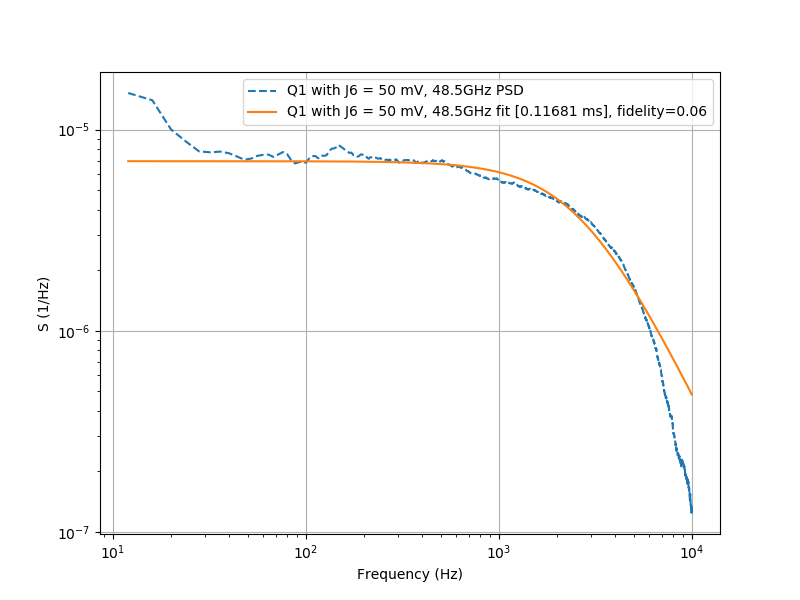 Q1 with J6 = 50 mV, 48.5GHz PSD
Q1 with J6 = 50 mV, 48.5GHz fit [0.11681 ms], fidelity=0.06
S (1/Hz)
10⁻⁵
10⁻⁶
10⁻⁷
10¹ 10² 10³ 10⁴
Frequency (Hz)